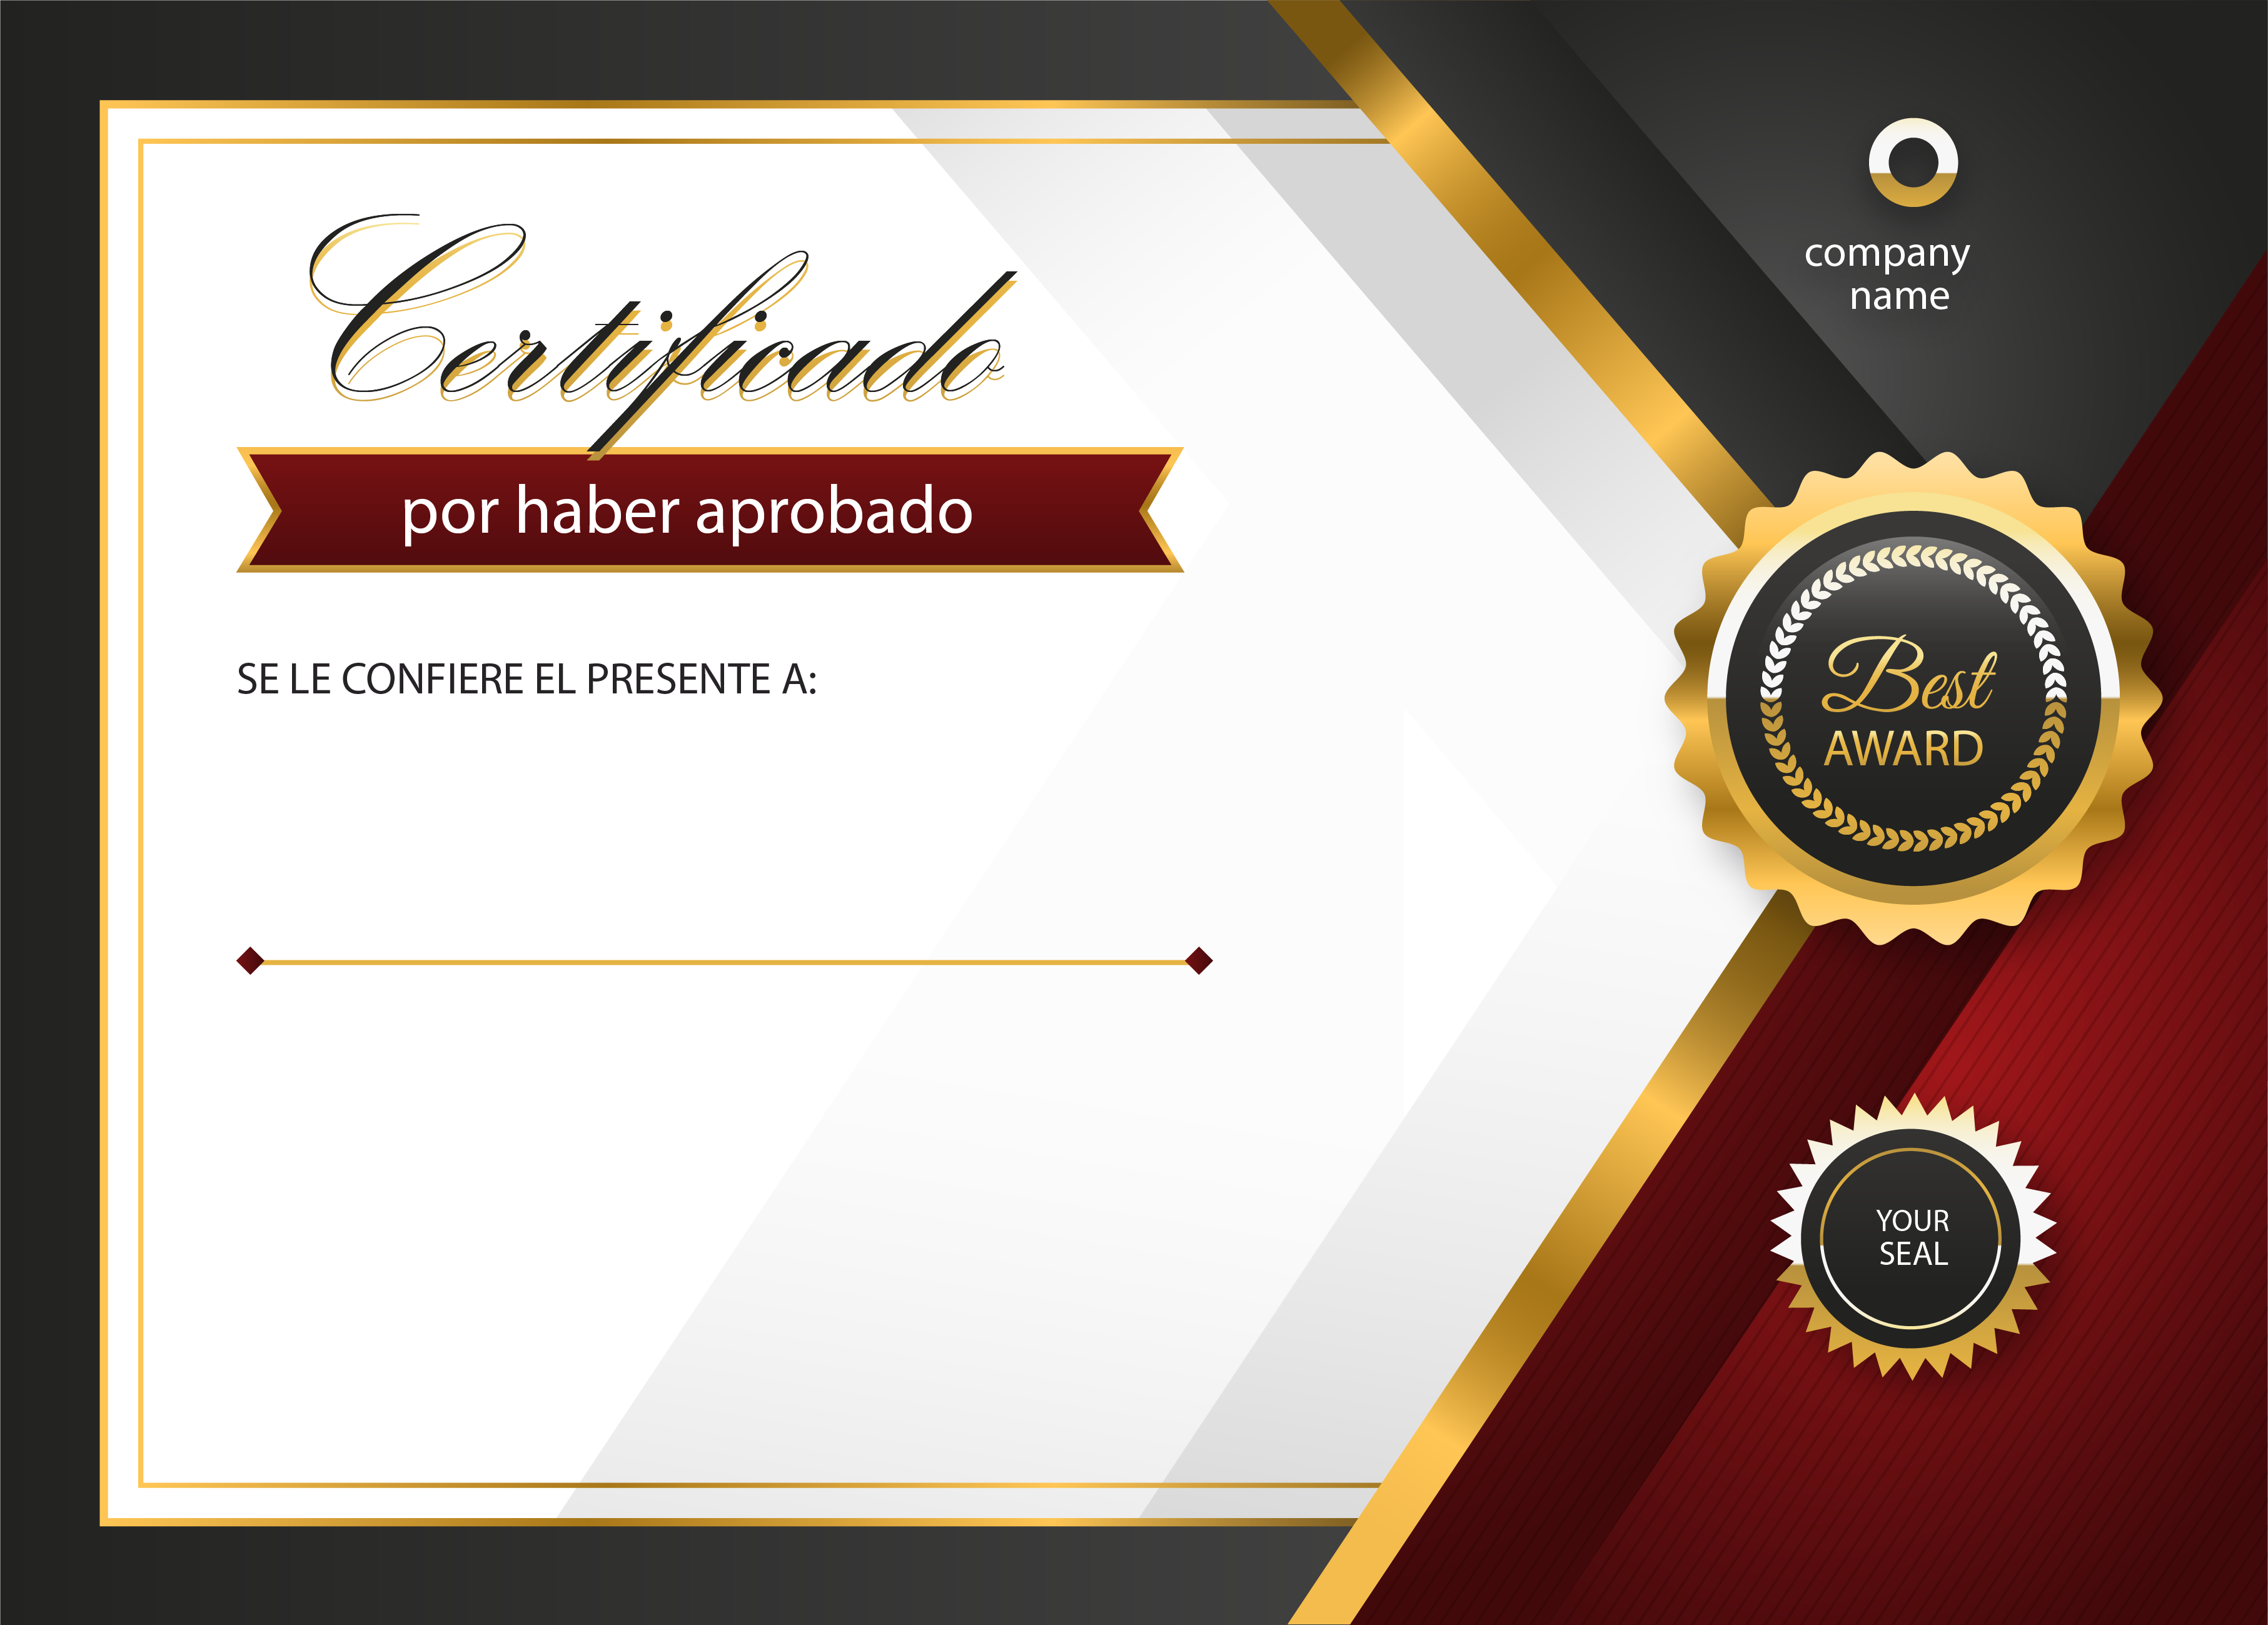 Certificado
por haber aprobado
SE LE CONFIERE EL PRESENTE A:
company
name
Best
AWARD
YOUR
SEAL